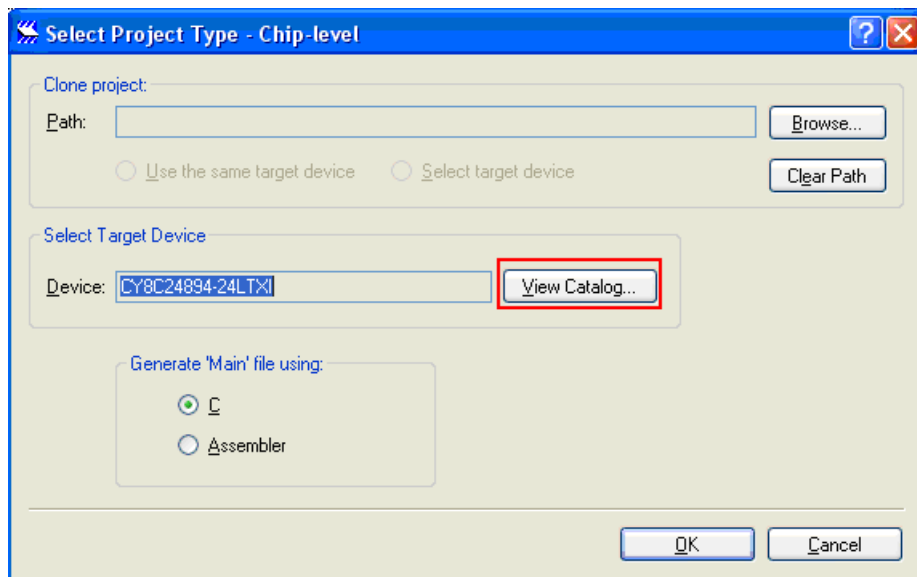 Select Project Type - Chip-level
Clone project:
Path:
Browse...
Use the same target device
Select target device
Clear Path
Select Target Device
Device:
CY8C24894-24LTXI
View Catalog...
Generate 'Main' file using:
C
Assembler
OK
Cancel